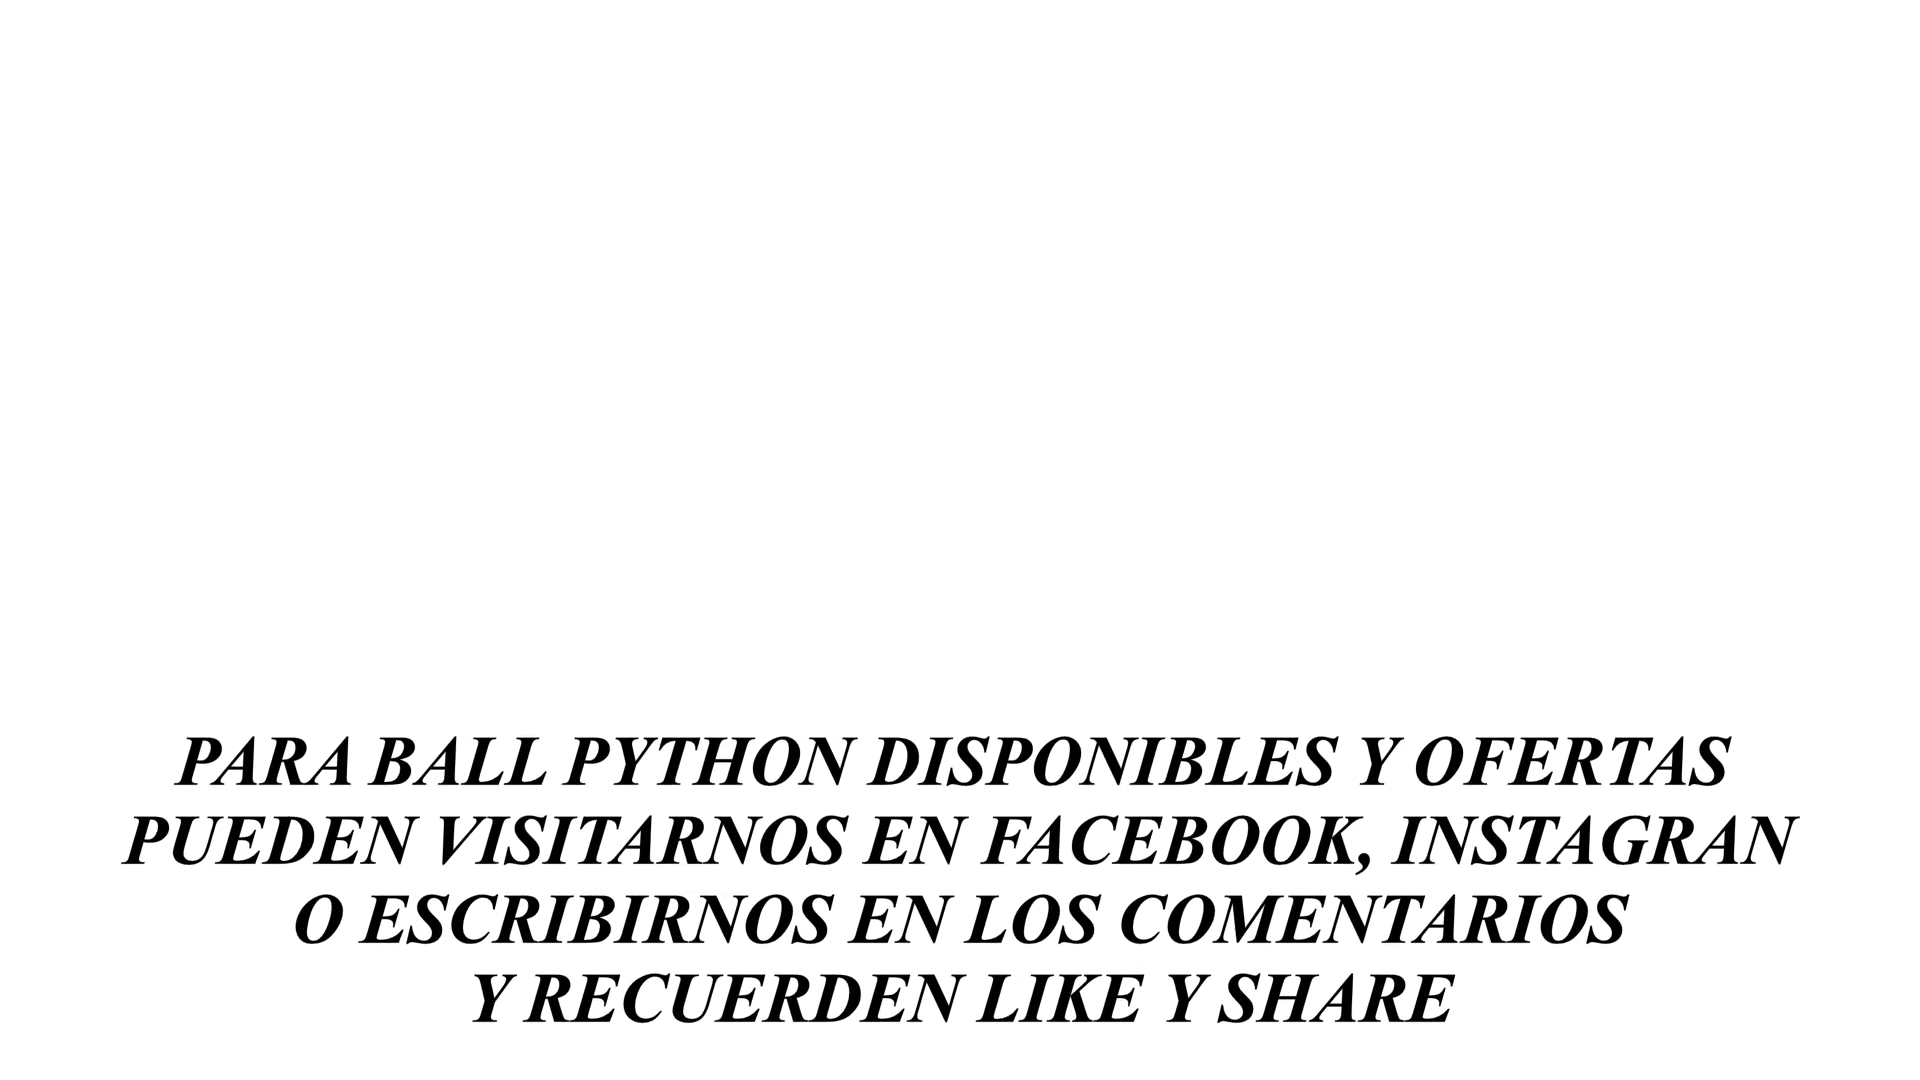 PARA BALL PYTHON DISPONIBLES Y OFERTAS
PUEDEN VISITARNOS EN FACEBOOK, INSTAGRAN
O ESCRIBIRNOS EN LOS COMENTARIOS
Y RECUERDEN LIKE Y SHARE